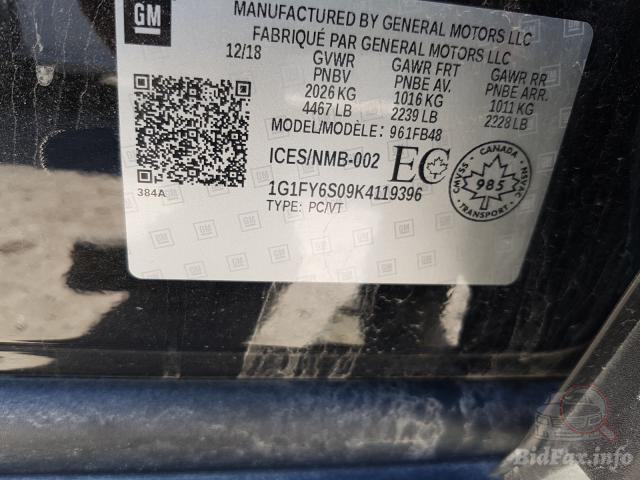 GM
MANUFACTURED BY GENERAL MOTORS LLC
FABRIQUÉ PAR GENERAL MOTORS LLC
12/18
GVWR
PNBV
2026 KG
4467 LB
GAWR FRT
PNBE AV.
1016 KG
2239 LB
GAWR RR
PNBE ARR.
1011 KG
2228 LB
MODEL/MODÈLE: 961FB48
384A
ICES/NMB-002 EC
CANADA
CMVSS 985 NSVAC
TRANSPORT
1G1FY6S09K4119396
TYPE: PC/VT
BidFax.info